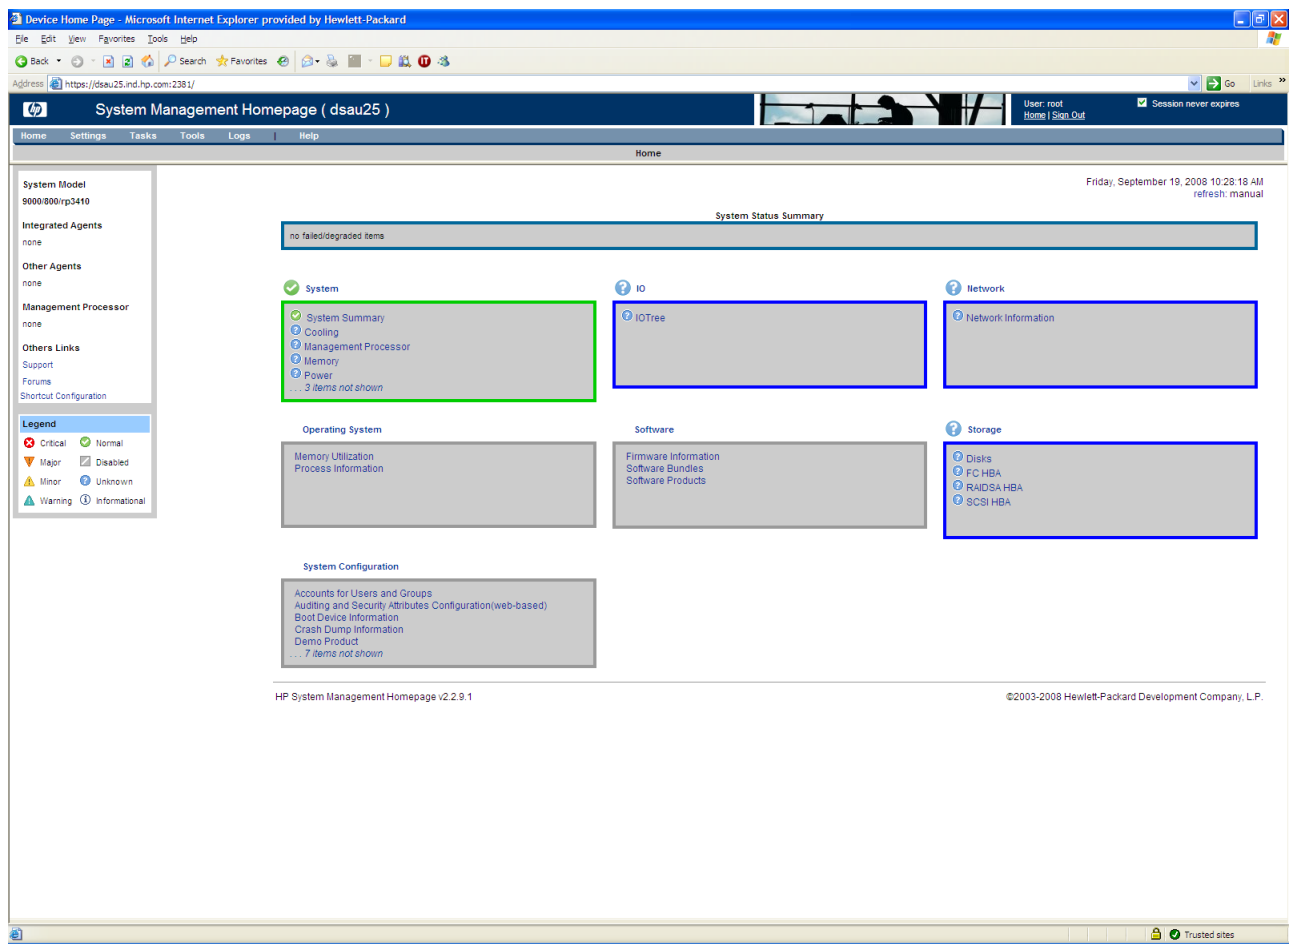 Device Home Page - Microsoft Internet Explorer provided by Hewlett-Packard
File Edit View Favorites Tools Help
Back Search Favorites
Address https://dsau25.ind.hp.com:2381/ Go Links »
hp System Management Homepage ( dsau25 )
User: root
Home | Sign Out
Session never expires
Home Settings Tasks Tools Logs | Help
Home
System Model
9000/800/rp3410
Integrated Agents
none
Other Agents
none
Management Processor
none
Others Links
Support
Forums
Shortcut Configuration
Legend
Critical Normal
Major Disabled
Minor Unknown
Warning Informational
Friday, September 19, 2008 10:28:18 AM
refresh: manual
System Status Summary
no failed/degraded items
System
System Summary
Cooling
Management Processor
Memory
Power
. . . 3 items not shown
IO
IOTree
Network
Network Information
Operating System
Memory Utilization
Process Information
Software
Firmware Information
Software Bundles
Software Products
Storage
Disks
FC HBA
RAIDSA HBA
SCSI HBA
System Configuration
Accounts for Users and Groups
Auditing and Security Attributes Configuration(web-based)
Boot Device Information
Crash Dump Information
Demo Product
. . . 7 items not shown
HP System Management Homepage v2.2.9.1
©2003-2008 Hewlett-Packard Development Company, L.P.
Trusted sites